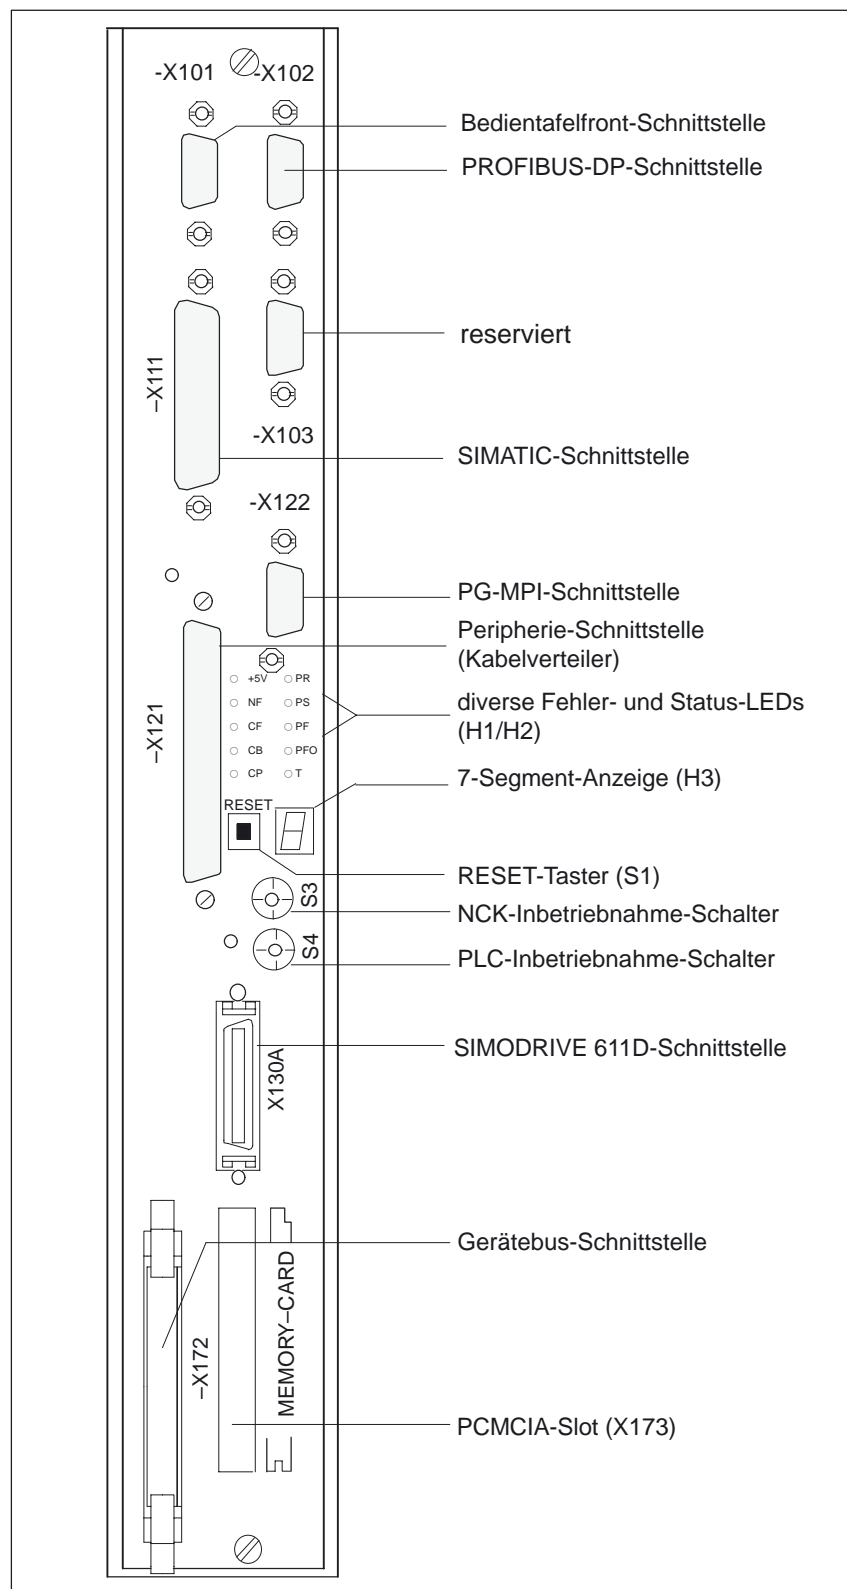 -X101
-X102
Bedientafelfront-Schnittstelle
PROFIBUS-DP-Schnittstelle
reserviert
–X111
-X103
SIMATIC-Schnittstelle
-X122
PG-MPI-Schnittstelle
Peripherie-Schnittstelle
(Kabelverteiler)
–X121
+5V PR
NF PS
CF PF
CB PFO
CP T
diverse Fehler- und Status-LEDs
(H1/H2)
7-Segment-Anzeige (H3)
RESET
RESET-Taster (S1)
S3
NCK-Inbetriebnahme-Schalter
S4
PLC-Inbetriebnahme-Schalter
X130A
SIMODRIVE 611D-Schnittstelle
Gerätebus-Schnittstelle
–X172
MEMORY–CARD
PCMCIA-Slot (X173)